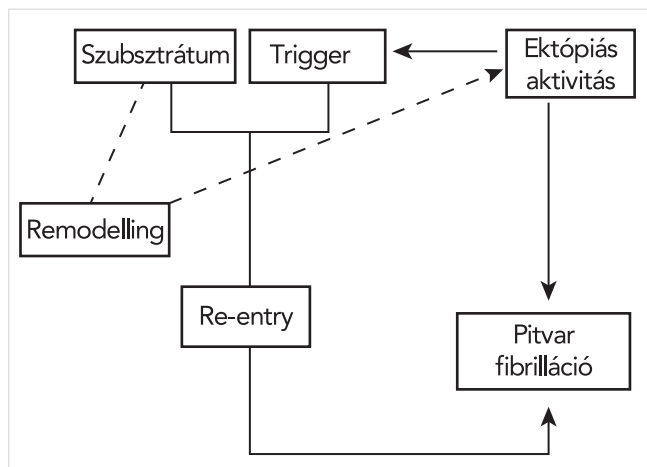 Szubsztrátum
Trigger
Ektópiás
aktivitás
Remodelling
Re-entry
Pitvar
fibrilláció